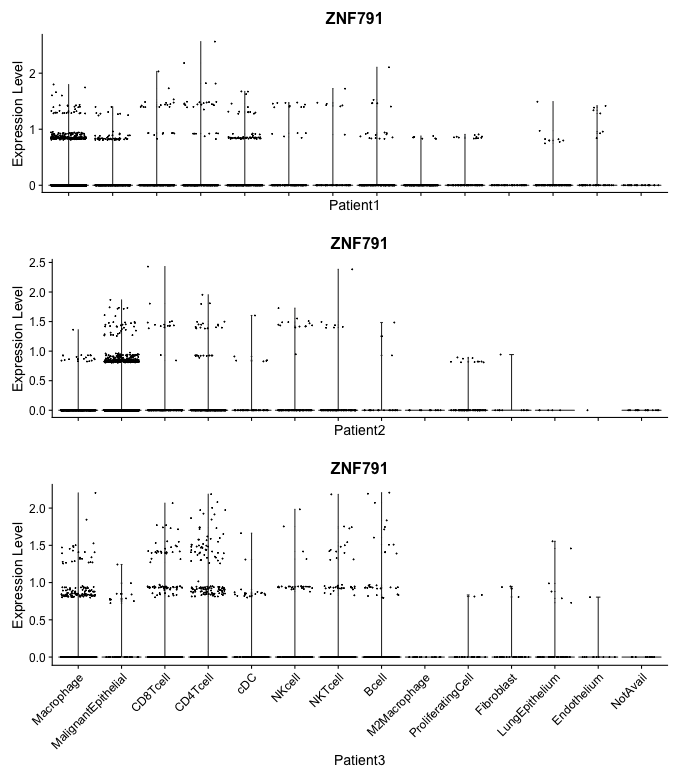 ZNF791
Expression Level
2
1
0
Patient1
ZNF791
Expression Level
2.5
2.0
1.5
1.0
0.5
0.0
Patient2
ZNF791
Expression Level
2.0
1.5
1.0
0.5
0.0
Macrophage
MalignantEpithelial
CD8Tcell
CD4Tcell
cDC
NKcell
NKTcell
Bcell
M2Macrophage
ProliferatingCell
Fibroblast
LungEpithelium
Endothelium
NotAvail
Patient3